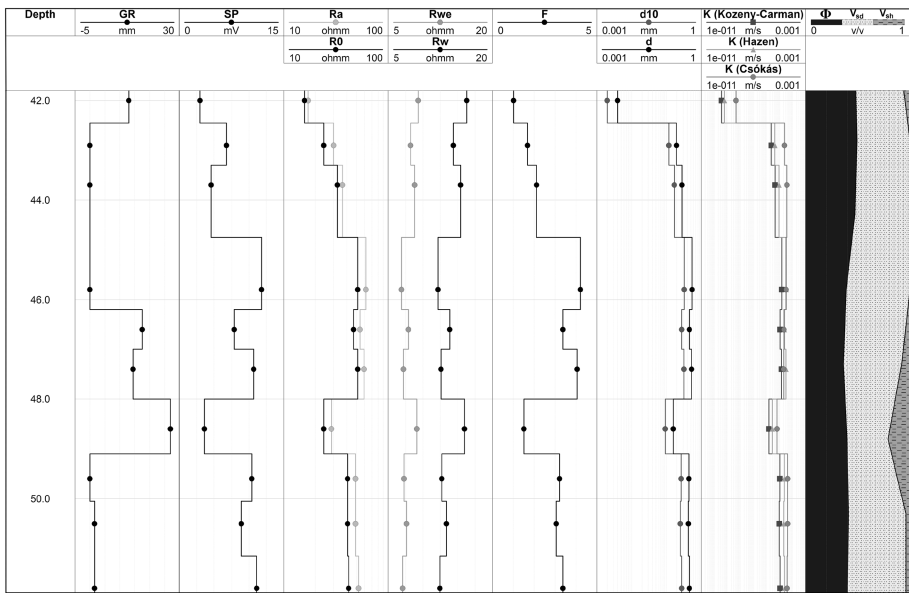 Depth GR SP Ra Rwe F d10 K (Kozeny-Carman) Φ Vsd Vsh
-5 mm 30 0 mV 15 10 ohmm 100 5 ohmm 20 0 5 0.001 mm 1 1e-011 m/s 0.001 0 v/v 1
R0 Rw d K (Hazen)
10 ohmm 100 5 ohmm 20 0.001 mm 1 1e-011 m/s 0.001
K (Csókás)
1e-011 m/s 0.001
42.0
44.0
46.0
48.0
50.0